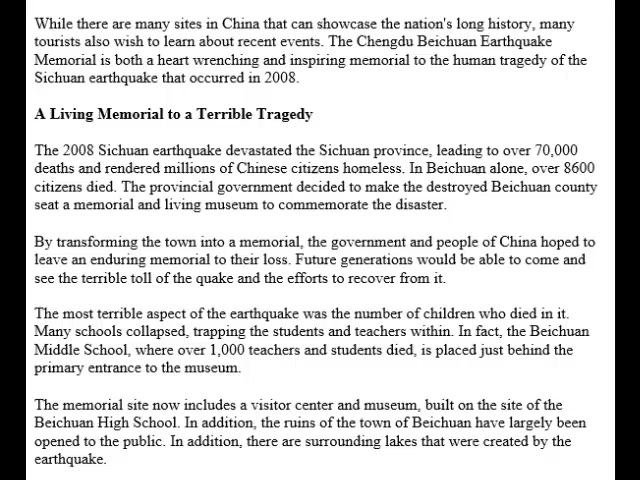 While there are many sites in China that can showcase the nation's long history, many
tourists also wish to learn about recent events. The Chengdu Beichuan Earthquake
Memorial is both a heart wrenching and inspiring memorial to the human tragedy of the
Sichuan earthquake that occurred in 2008.
A Living Memorial to a Terrible Tragedy
The 2008 Sichuan earthquake devastated the Sichuan province, leading to over 70,000
deaths and rendered millions of Chinese citizens homeless. In Beichuan alone, over 8600
citizens died. The provincial government decided to make the destroyed Beichuan county
seat a memorial and living museum to commemorate the disaster.
By transforming the town into a memorial, the government and people of China hoped to
leave an enduring memorial to their loss. Future generations would be able to come and
see the terrible toll of the quake and the efforts to recover from it.
The most terrible aspect of the earthquake was the number of children who died in it.
Many schools collapsed, trapping the students and teachers within. In fact, the Beichuan
Middle School, where over 1,000 teachers and students died, is placed just behind the
primary entrance to the museum.
The memorial site now includes a visitor center and museum, built on the site of the
Beichuan High School. In addition, the ruins of the town of Beichuan have largely been
opened to the public. In addition, there are surrounding lakes that were created by the
earthquake.